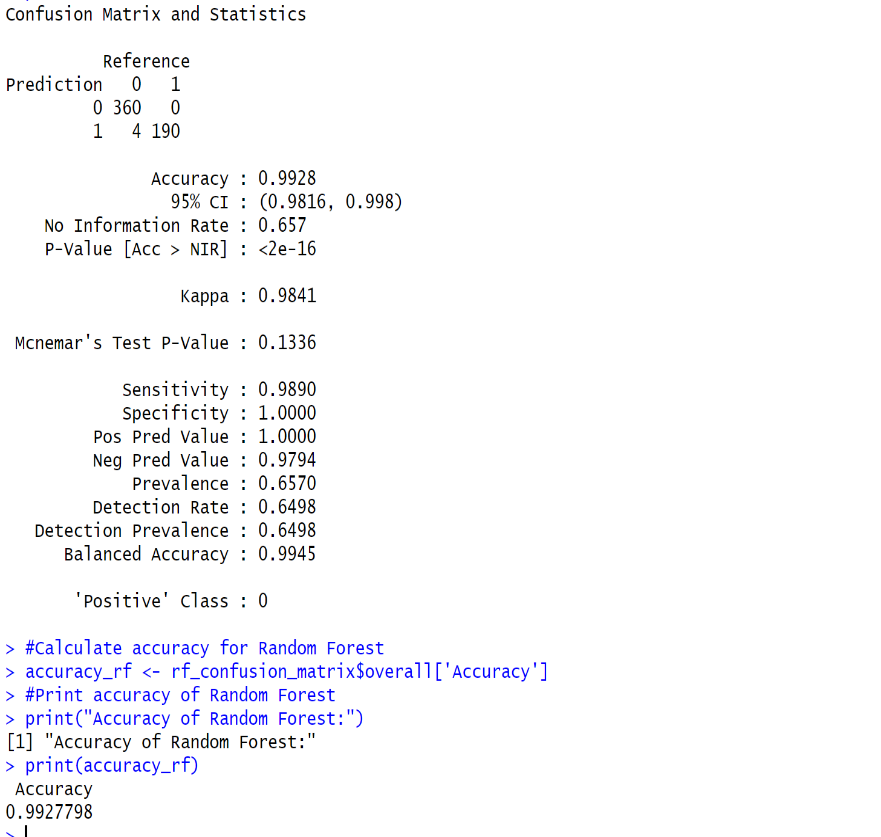 Confusion Matrix and Statistics
Reference
Prediction 0 1
0 360 0
1 4 190
Accuracy : 0.9928
95% CI : (0.9816, 0.998)
No Information Rate : 0.657
P-Value [Acc > NIR] : <2e-16
Kappa : 0.9841
Mcnemar's Test P-Value : 0.1336
Sensitivity : 0.9890
Specificity : 1.0000
Pos Pred Value : 1.0000
Neg Pred Value : 0.9794
Prevalence : 0.6570
Detection Rate : 0.6498
Detection Prevalence : 0.6498
Balanced Accuracy : 0.9945
'Positive' Class : 0
> #Calculate accuracy for Random Forest
> accuracy_rf <- rf_confusion_matrix$overall['Accuracy']
> #Print accuracy of Random Forest
> print("Accuracy of Random Forest:")
[1] "Accuracy of Random Forest:"
> print(accuracy_rf)
Accuracy
0.9927798
>